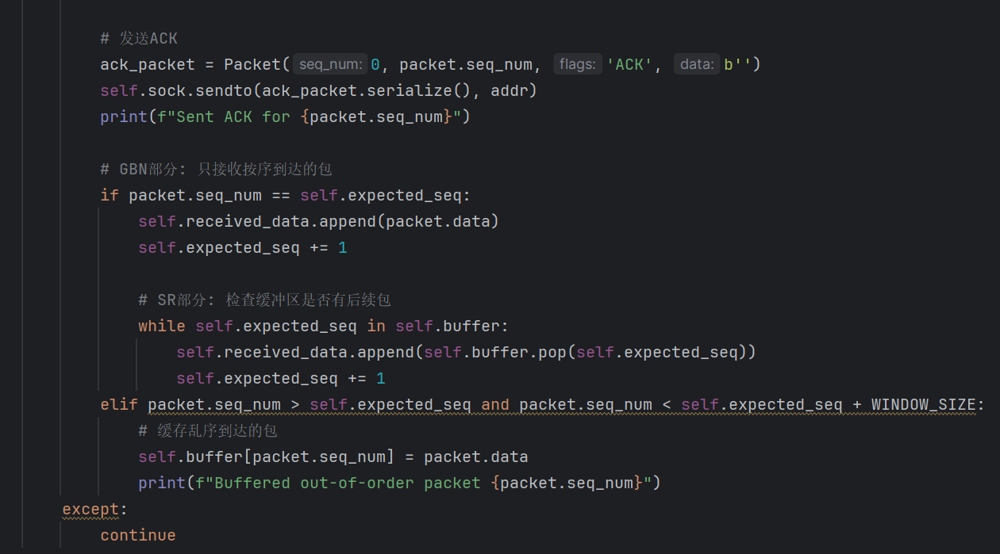 # 发送ACK
ack_packet = Packet( seq_num: 0, packet.seq_num, flags: 'ACK', data: b'')
self.sock.sendto(ack_packet.serialize(), addr)
print(f"Sent ACK for {packet.seq_num}")
# GBN部分: 只接收按序到达的包
if packet.seq_num == self.expected_seq:
self.received_data.append(packet.data)
self.expected_seq += 1
# SR部分: 检查缓冲区是否有后续包
while self.expected_seq in self.buffer:
self.received_data.append(self.buffer.pop(self.expected_seq))
self.expected_seq += 1
elif packet.seq_num > self.expected_seq and packet.seq_num < self.expected_seq + WINDOW_SIZE:
# 缓存乱序到达的包
self.buffer[packet.seq_num] = packet.data
print(f"Buffered out-of-order packet {packet.seq_num}")
except:
continue